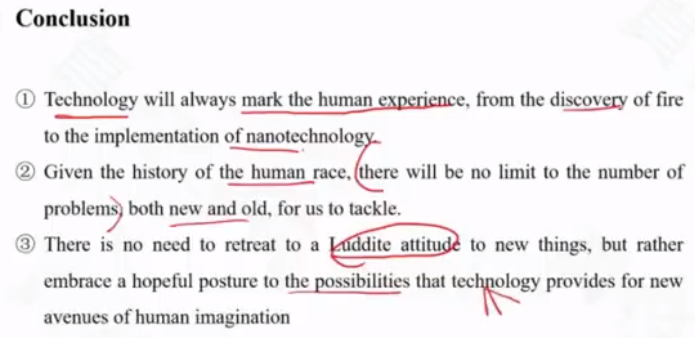 Conclusion
① Technology will always mark the human experience, from the discovery of fire
to the implementation of nanotechnology.
② Given the history of the human race, there will be no limit to the number of
problems, both new and old, for us to tackle.
③ There is no need to retreat to a Luddite attitude to new things, but rather
embrace a hopeful posture to the possibilities that technology provides for new
avenues of human imagination